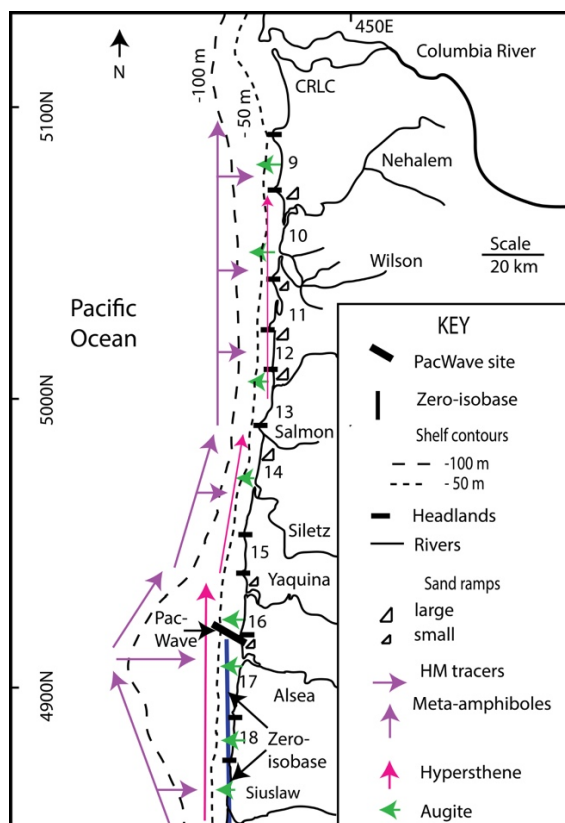 450E
Columbia River
N
-100 m
- 50 m
CRLC
5100N
9
Nehalem
10
Wilson
Scale
20 km
11
Pacific
Ocean
12
5000N
13
Salmon
14
Siletz
15
Yaquina
Pac-
Wave
16
17
Alsea
4900N
18
Zero-
isobase
Siuslaw
KEY
PacWave site
Zero-isobase
Shelf contours
-100 m
- 50 m
Headlands
Rivers
Sand ramps
large
small
HM tracers
Meta-amphiboles
Hypersthene
Augite